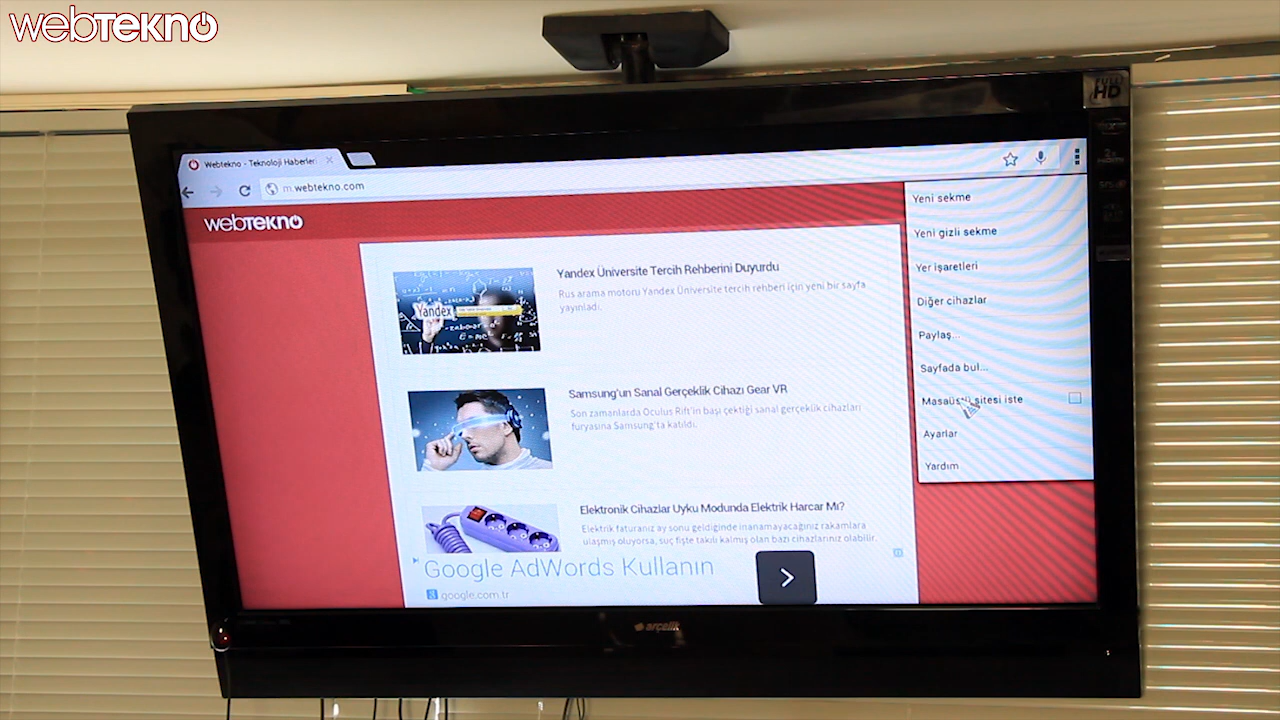 webTEKNO
FULL HD
Webtekno - Teknoloji Haberleri
m.webtekno.com
webTEKNO
Yandex Üniversite Tercih Rehberini Duyurdu
Rus arama motoru Yandex Üniversite tercih rehberi için yeni bir sayfa
yayınladı.
Yandex
Samsung'un Sanal Gerçeklik Cihazı Gear VR
Son zamanlarda Oculus Rift'in başı çektiği sanal gerçeklik cihazları
furyasına Samsung'ta katıldı.
Elektronik Cihazlar Uyku Modunda Elektrik Harcar Mı?
Elektrik faturanız ay sonu geldiğinde inanamayacağınız rakamlara
ulaşmış oluyorsa, suç fişte takılı kalmış olan bazı cihazlarınız olabilir.
Google AdWords Kullanın
google.com.tr
Yeni sekme
Yeni gizli sekme
Yer işaretleri
Diğer cihazlar
Paylaş...
Sayfada bul...
Masaüstü sitesi iste
Ayarlar
Yardım
arçelik